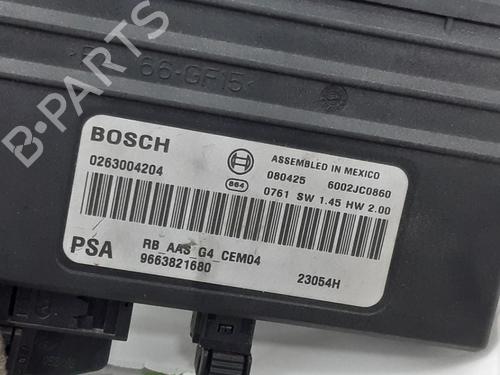 B-PARTS
66-GF15<
BOSCH
ASSEMBLED IN MEXICO
0263004204
864
080425 6002JC0860
0761 SW 1.45 HW 2.00
PSA
RB_AAS_G4_CEM04
9663821680
23054H